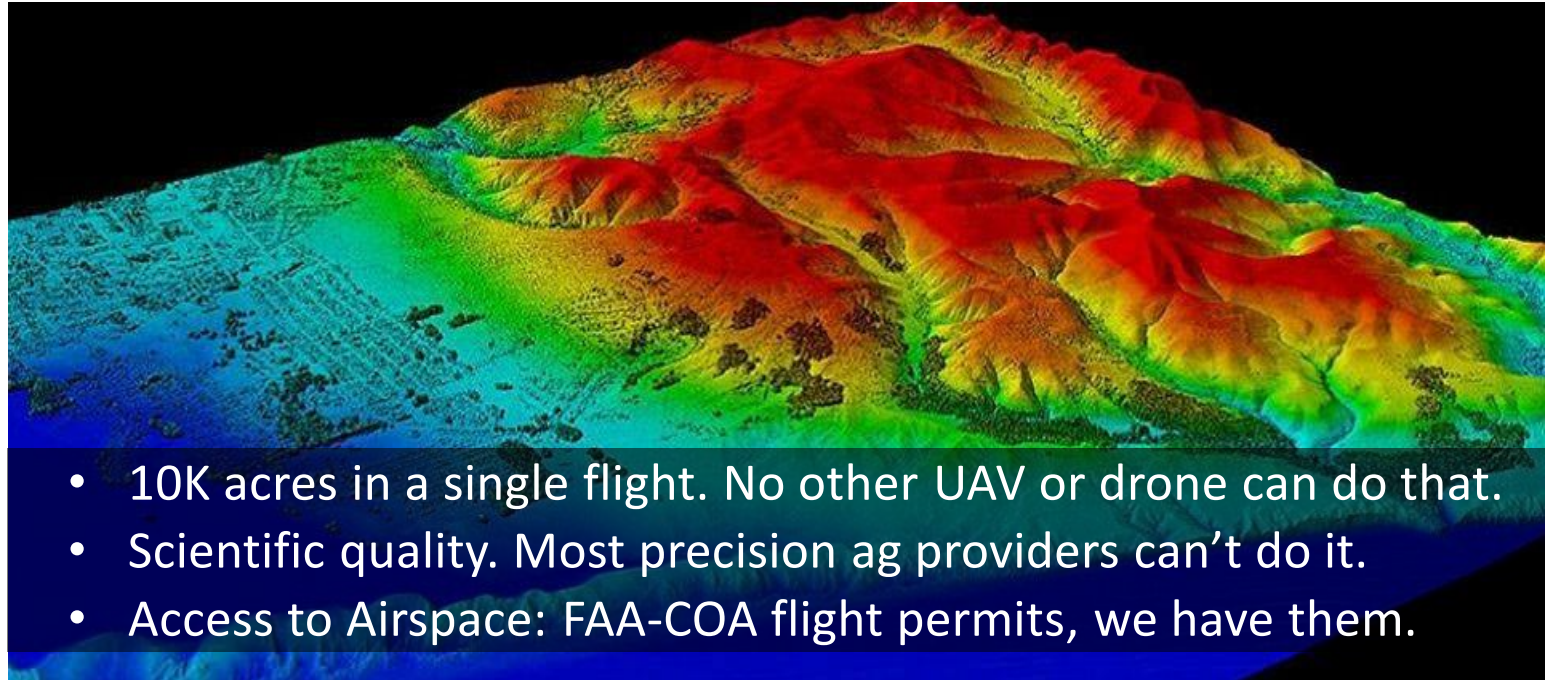 • 10K acres in a single flight. No other UAV or drone can do that.
• Scientific quality. Most precision ag providers can’t do it.
• Access to Airspace: FAA-COA flight permits, we have them.